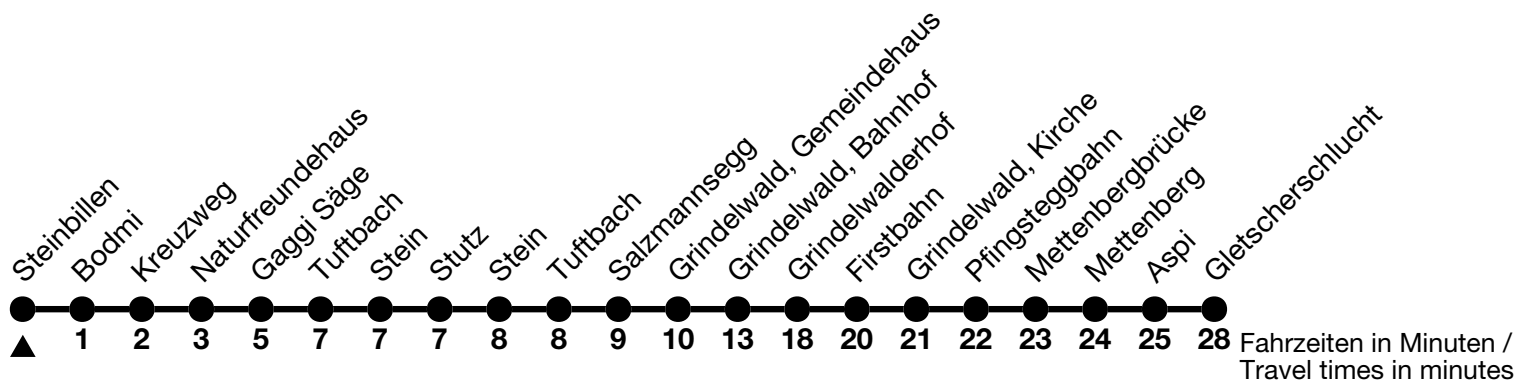 Steinbillen
Bodmi
Kreuzweg
Naturfreundehaus
Gaggi Säge
Tuftbach
Stein
Stutz
Stein
Tuftbach
Salzmannsegg
Grindelwald, Gemeindehaus
Grindelwald, Bahnhof
Grindelwalderhof
Firstbahn
Grindelwald, Kirche
Pfingsteggbahn
Mettenbergbrücke
Mettenberg
Aspi
Gletscherschlucht
1 2 3 5 7 7 7 8 8 9 10 13 18 20 21 22 23 24 25 28
Fahrzeiten in Minuten /
Travel times in minutes